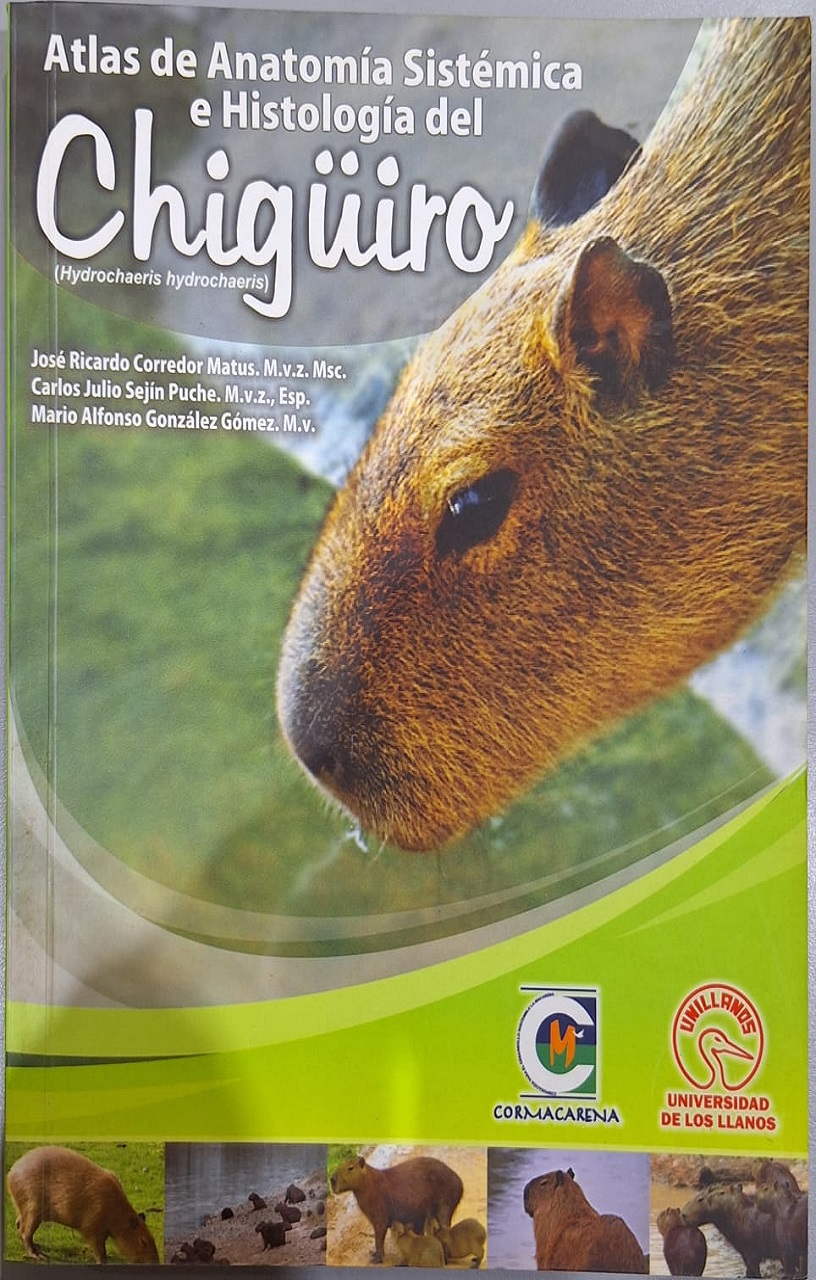 Atlas de Anatomía Sistémica
e Histología del
Chigüiro
(Hydrochaeris hydrochaeris)
José Ricardo Corredor Matus. M.v.z. Msc.
Carlos Julio Sejín Puche. M.v.z., Esp.
Mario Alfonso González Gómez. M.v.
CM
CORMACARENA
UNILLANOS
UNIVERSIDAD
DE LOS LLANOS